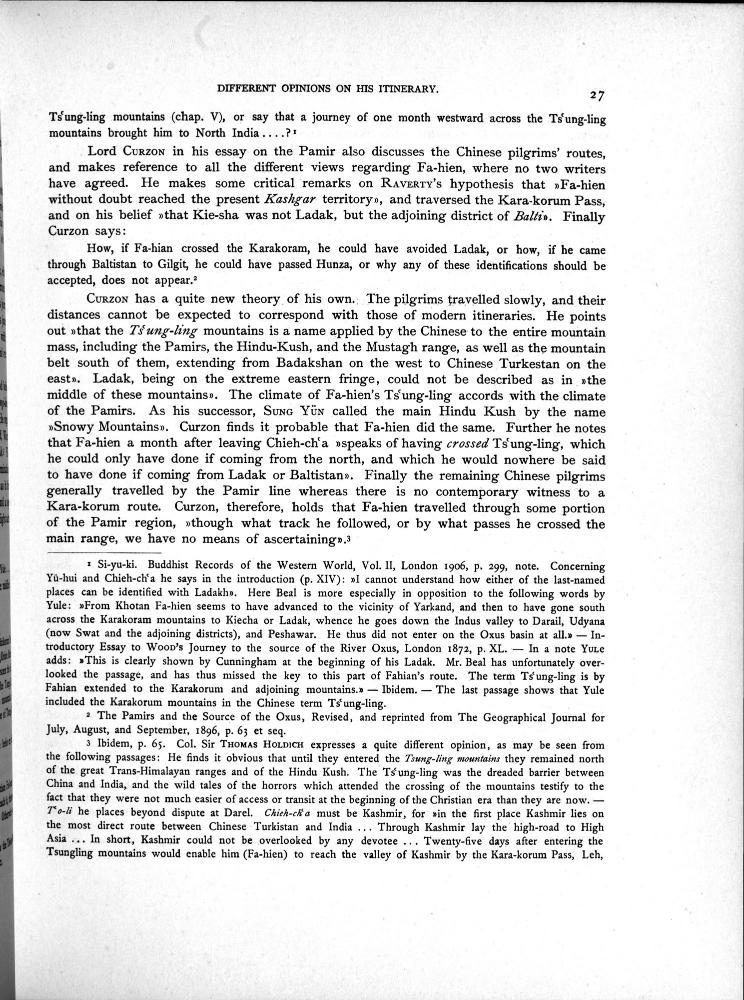 DIFFERENT OPINIONS ON HIS ITINERARY.
27
Ts‘ung-ling mountains (chap. V), or say that a journey of one month westward across the Ts‘ung-ling
mountains brought him to North India . . . .? ¹
Lord CURZON in his essay on the Pamir also discusses the Chinese pilgrims' routes,
and makes reference to all the different views regarding Fa-hien, where no two writers
have agreed. He makes some critical remarks on RAVERTY's hypothesis that »Fa-hien
without doubt reached the present Kashgar territory», and traversed the Kara-korum Pass,
and on his belief »that Kie-sha was not Ladak, but the adjoining district of Balti». Finally
Curzon says:
How, if Fa-hian crossed the Karakoram, he could have avoided Ladak, or how, if he came
through Baltistan to Gilgit, he could have passed Hunza, or why any of these identifications should be
accepted, does not appear.²
CURZON has a quite new theory of his own. The pilgrims travelled slowly, and their
distances cannot be expected to correspond with those of modern itineraries. He points
out »that the Ts‘ung-ling mountains is a name applied by the Chinese to the entire mountain
mass, including the Pamirs, the Hindu-Kush, and the Mustagh range, as well as the mountain
belt south of them, extending from Badakshan on the west to Chinese Turkestan on the
east». Ladak, being on the extreme eastern fringe, could not be described as in »the
middle of these mountains». The climate of Fa-hien's Ts‘ung-ling accords with the climate
of the Pamirs. As his successor, SUNG YÜN called the main Hindu Kush by the name
»Snowy Mountains». Curzon finds it probable that Fa-hien did the same. Further he notes
that Fa-hien a month after leaving Chieh-ch‘a »speaks of having crossed Ts‘ung-ling, which
he could only have done if coming from the north, and which he would nowhere be said
to have done if coming from Ladak or Baltistan». Finally the remaining Chinese pilgrims
generally travelled by the Pamir line whereas there is no contemporary witness to a
Kara-korum route. Curzon, therefore, holds that Fa-hien travelled through some portion
of the Pamir region, »though what track he followed, or by what passes he crossed the
main range, we have no means of ascertaining».³
¹ Si-yu-ki. Buddhist Records of the Western World, Vol. II, London 1906, p. 299, note. Concerning
Yü-hui and Chieh-ch‘a he says in the introduction (p. XIV): »I cannot understand how either of the last-named
places can be identified with Ladakh». Here Beal is more especially in opposition to the following words by
Yule: »From Khotan Fa-hien seems to have advanced to the vicinity of Yarkand, and then to have gone south
across the Karakoram mountains to Kiecha or Ladak, whence he goes down the Indus valley to Darail, Udyana
(now Swat and the adjoining districts), and Peshawar. He thus did not enter on the Oxus basin at all.» — In-
troductory Essay to WOOD's Journey to the source of the River Oxus, London 1872, p. XL. — In a note YULE
adds: »This is clearly shown by Cunningham at the beginning of his Ladak. Mr. Beal has unfortunately over-
looked the passage, and has thus missed the key to this part of Fahian's route. The term Ts‘ung-ling is by
Fahian extended to the Karakorum and adjoining mountains.» — Ibidem. — The last passage shows that Yule
included the Karakorum mountains in the Chinese term Ts‘ung-ling.
² The Pamirs and the Source of the Oxus, Revised, and reprinted from The Geographical Journal for
July, August, and September, 1896, p. 63 et seq.
³ Ibidem, p. 65. Col. Sir THOMAS HOLDICH expresses a quite different opinion, as may be seen from
the following passages: He finds it obvious that until they entered the Tsung-ling mountains they remained north
of the great Trans-Himalayan ranges and of the Hindu Kush. The Ts‘ung-ling was the dreaded barrier between
China and India, and the wild tales of the horrors which attended the crossing of the mountains testify to the
fact that they were not much easier of access or transit at the beginning of the Christian era than they are now. —
T‘o-li he places beyond dispute at Darel. Chieh-ch‘a must be Kashmir, for »in the first place Kashmir lies on
the most direct route between Chinese Turkistan and India . . . Through Kashmir lay the high-road to High
Asia . . . In short, Kashmir could not be overlooked by any devotee . . . Twenty-five days after entering the
Tsungling mountains would enable him (Fa-hien) to reach the valley of Kashmir by the Kara-korum Pass, Leh,